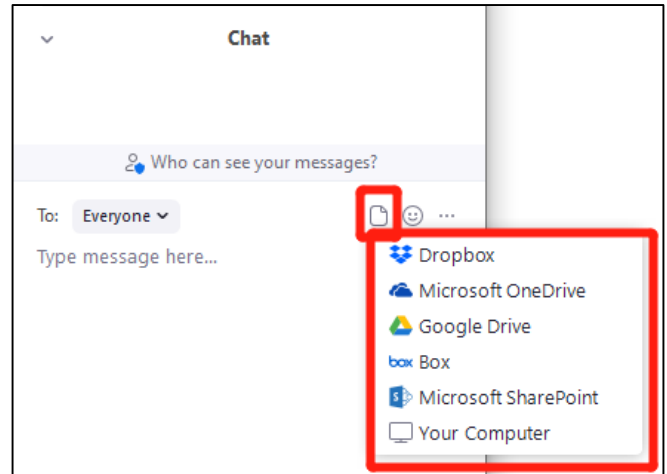 Chat
Who can see your messages?
To: Everyone
Type message here...
Dropbox
Microsoft OneDrive
Google Drive
box Box
S Microsoft SharePoint
Your Computer